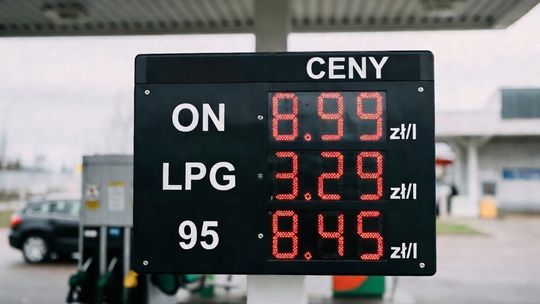 CENY
ON 8.99 zł/l
LPG 3.29 zł/l
95 8.45 zł/l